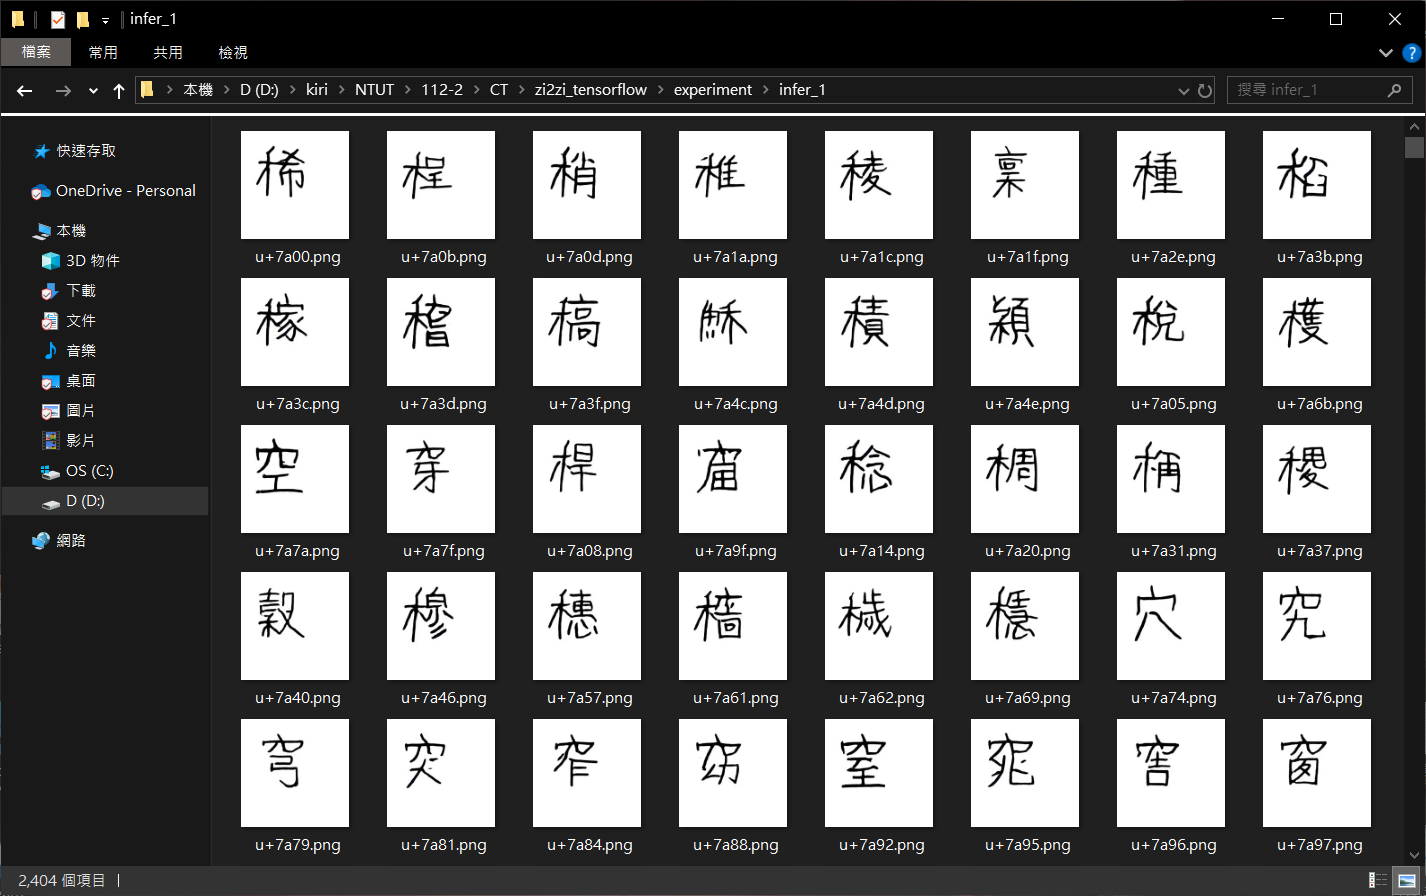 infer_1
檔案 常用 共用 檢視
本機 D (D:) kiri NTUT 112-2 CT zi2zi_tensorflow experiment infer_1
搜尋 infer_1
快速存取
OneDrive - Personal
本機
3D 物件
下載
文件
音樂
桌面
圖片
影片
OS (C:)
D (D:)
網路
稀 程 稍 稚 稜 稟 種 稻
u+7a00.png u+7a0b.png u+7a0d.png u+7a1a.png u+7a1c.png u+7a1f.png u+7a2e.png u+7a3b.png
稼 稽 稿 穌 積 穎 稅 穫
u+7a3c.png u+7a3d.png u+7a3f.png u+7a4c.png u+7a4d.png u+7a4e.png u+7a05.png u+7a6b.png
空 穿 稈 窟 稔 稠 稱 稷
u+7a7a.png u+7a7f.png u+7a08.png u+7a9f.png u+7a14.png u+7a20.png u+7a31.png u+7a37.png
穀 穆 穗 穡 穢 穩 穴 究
u+7a40.png u+7a46.png u+7a57.png u+7a61.png u+7a62.png u+7a69.png u+7a74.png u+7a76.png
穹 突 窄 窈 窒 窕 窖 窗
u+7a79.png u+7a81.png u+7a84.png u+7a88.png u+7a92.png u+7a95.png u+7a96.png u+7a97.png
2,404 個項目